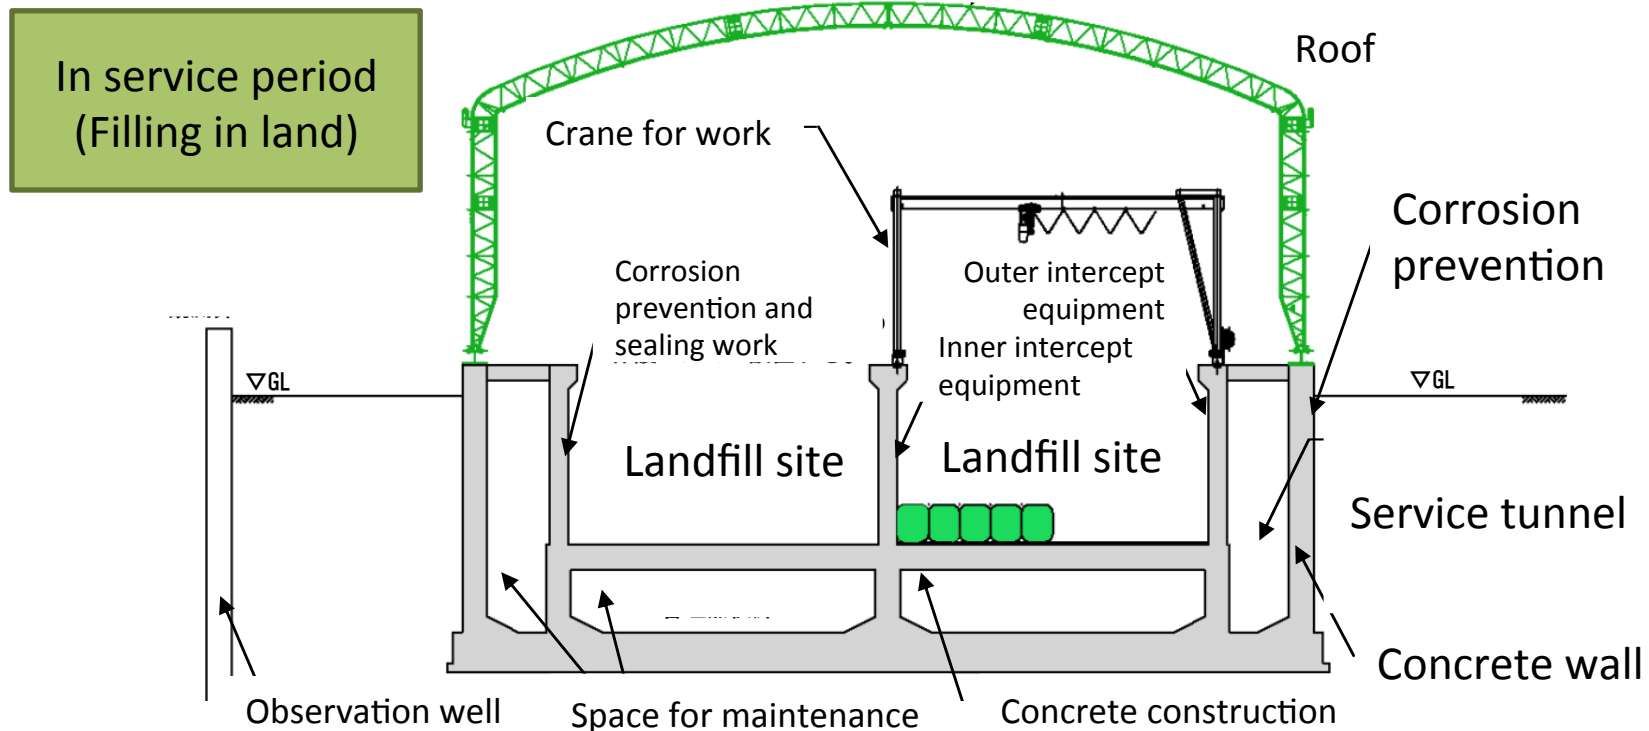 In service period
(Filling in land)
Roof
Crane for work
Corrosion
prevention
Corrosion
prevention and
sealing work
Outer intercept
equipment
Inner intercept
equipment
▽GL
▽GL
Landfill site
Landfill site
Service tunnel
Concrete wall
Observation well
Space for maintenance
Concrete construction